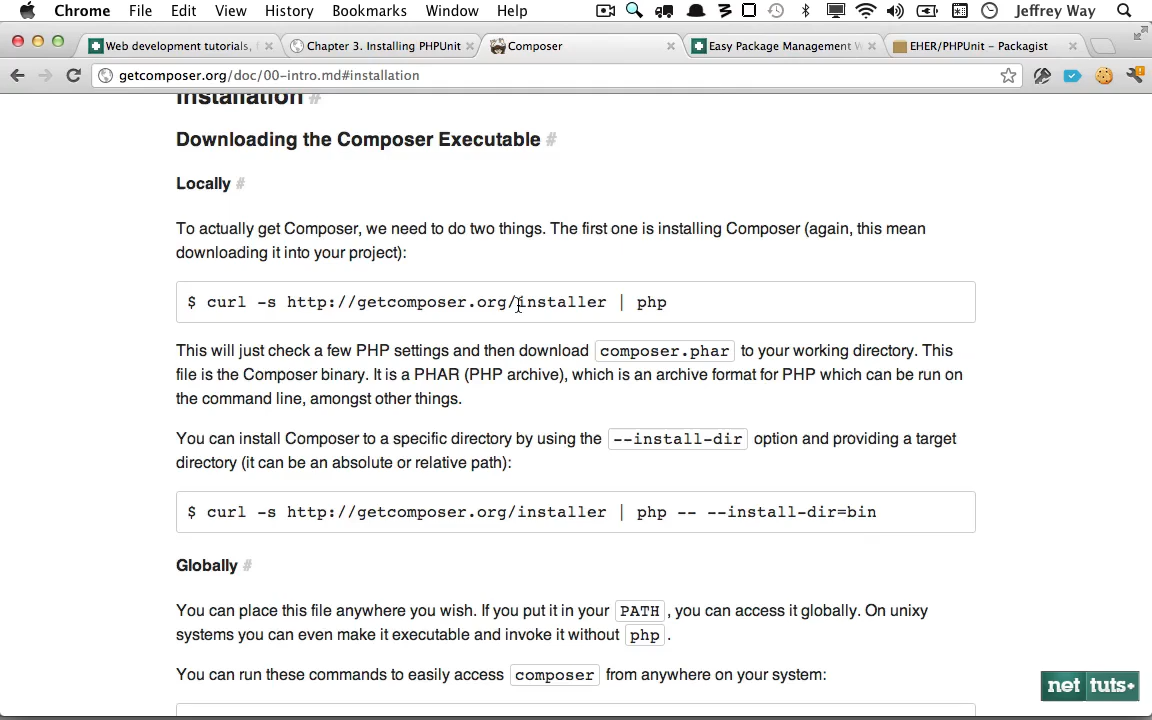 Chrome File Edit View History Bookmarks Window Help Jeffrey Way
Web development tutorials, Chapter 3. Installing PHPUnit Composer Easy Package Management W EHER/PHPUnit – Packagist
getcomposer.org/doc/00-intro.md#installation
Installation #
Downloading the Composer Executable #
Locally #
To actually get Composer, we need to do two things. The first one is installing Composer (again, this mean
downloading it into your project):
$ curl -s http://getcomposer.org/installer | php
This will just check a few PHP settings and then download composer.phar to your working directory. This
file is the Composer binary. It is a PHAR (PHP archive), which is an archive format for PHP which can be run on
the command line, amongst other things.
You can install Composer to a specific directory by using the --install-dir option and providing a target
directory (it can be an absolute or relative path):
$ curl -s http://getcomposer.org/installer | php -- --install-dir=bin
Globally #
You can place this file anywhere you wish. If you put it in your PATH, you can access it globally. On unixy
systems you can even make it executable and invoke it without php.
You can run these commands to easily access composer from anywhere on your system:
net tuts+